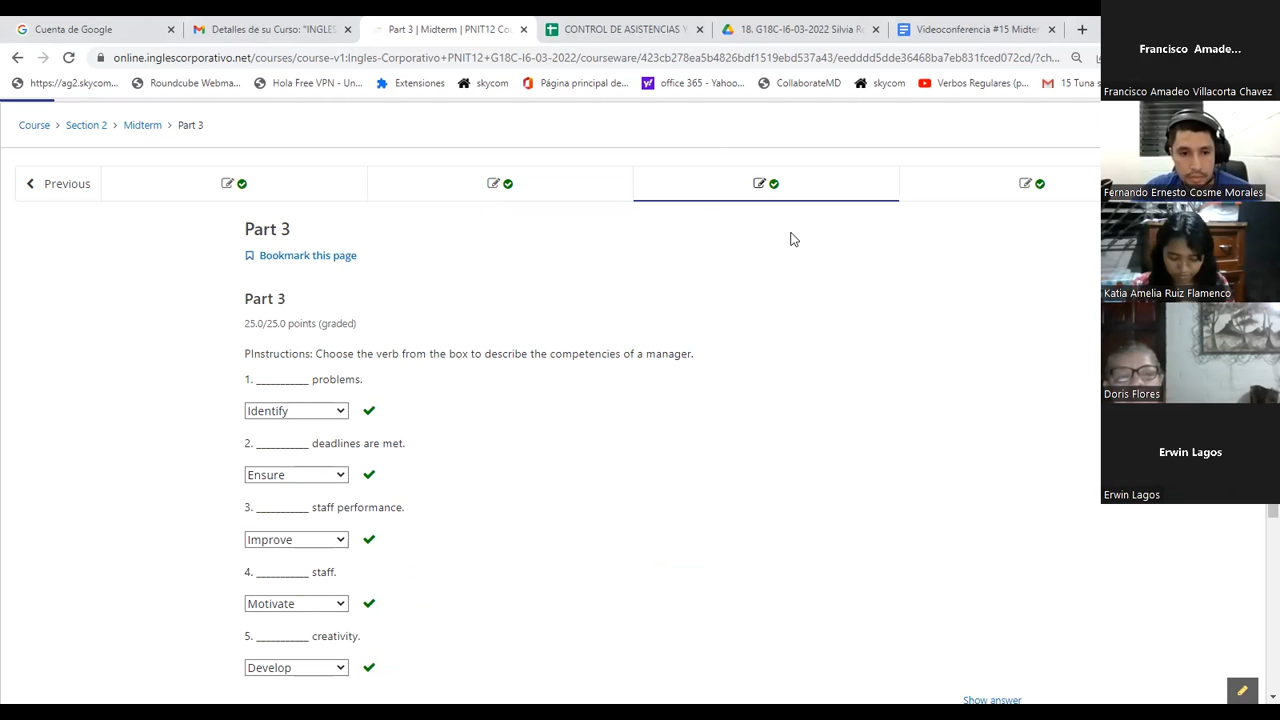 Cuenta de Google
Detalles de su Curso: "INGLES
Part 3 | Midterm | PNIT12 Co
CONTROL DE ASISTENCIAS Y
18. G18C-I6-03-2022 Silvia R
Videoconferencia #15 Midter
online.inglescorporativo.net/courses/course-v1:Ingles-Corporativo+PNIT12+G18C-I6-03-2022/courseware/423cb278ea5b4826bdf1519ebd537a43/eedddd5dde36468ba7eb831fced072cd/?ch...
https://ag2.skycom...
Roundcube Webma...
Hola Free VPN - Un...
Extensiones
skycom
Página principal de...
office 365 - Yahoo...
CollaborateMD
skycom
Verbos Regulares (p...
15 Tuna s
Course > Section 2 > Midterm > Part 3
Previous
Part 3
Bookmark this page
Part 3
25.0/25.0 points (graded)
PInstructions: Choose the verb from the box to describe the competencies of a manager.
1. __________ problems.
Identify
2. __________ deadlines are met.
Ensure
3. __________ staff performance.
Improve
4. __________ staff.
Motivate
5. __________ creativity.
Develop
Show answer
Francisco Amade...
Francisco Amadeo Villacorta Chavez
Fernando Ernesto Cosme Morales
Katia Amelia Ruiz Flamenco
Doris Flores
Erwin Lagos
Erwin Lagos